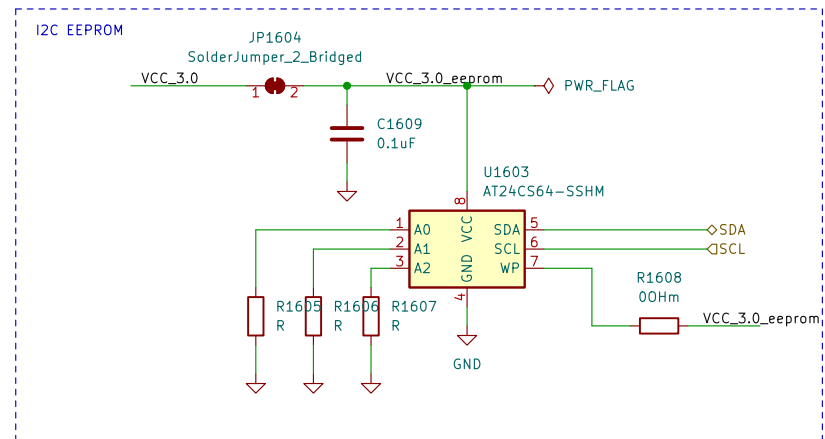 I2C EEPROM
JP1604
SolderJumper_2_Bridged
VCC_3.0
1
2
VCC_3.0_eeprom
PWR_FLAG
C1609
0.1uF
U1603
AT24CS64-SSHM
8
VCC
1
A0
SDA
5
SDA
2
A1
SCL
6
SCL
3
A2
WP
7
GND
4
R1608
0OHm
VCC_3.0_eeprom
R1605
R
R1606
R
R1607
R
GND